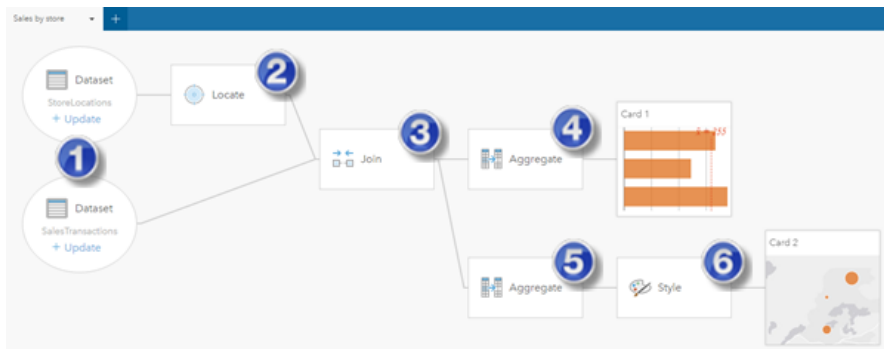 Sales by store
+
Dataset
StoreLocations
+ Update
1
Dataset
SalesTransactions
+ Update
Locate
2
Join
3
Aggregate
4
Card 1
x̄ = 255
Aggregate
5
Style
6
Card 2